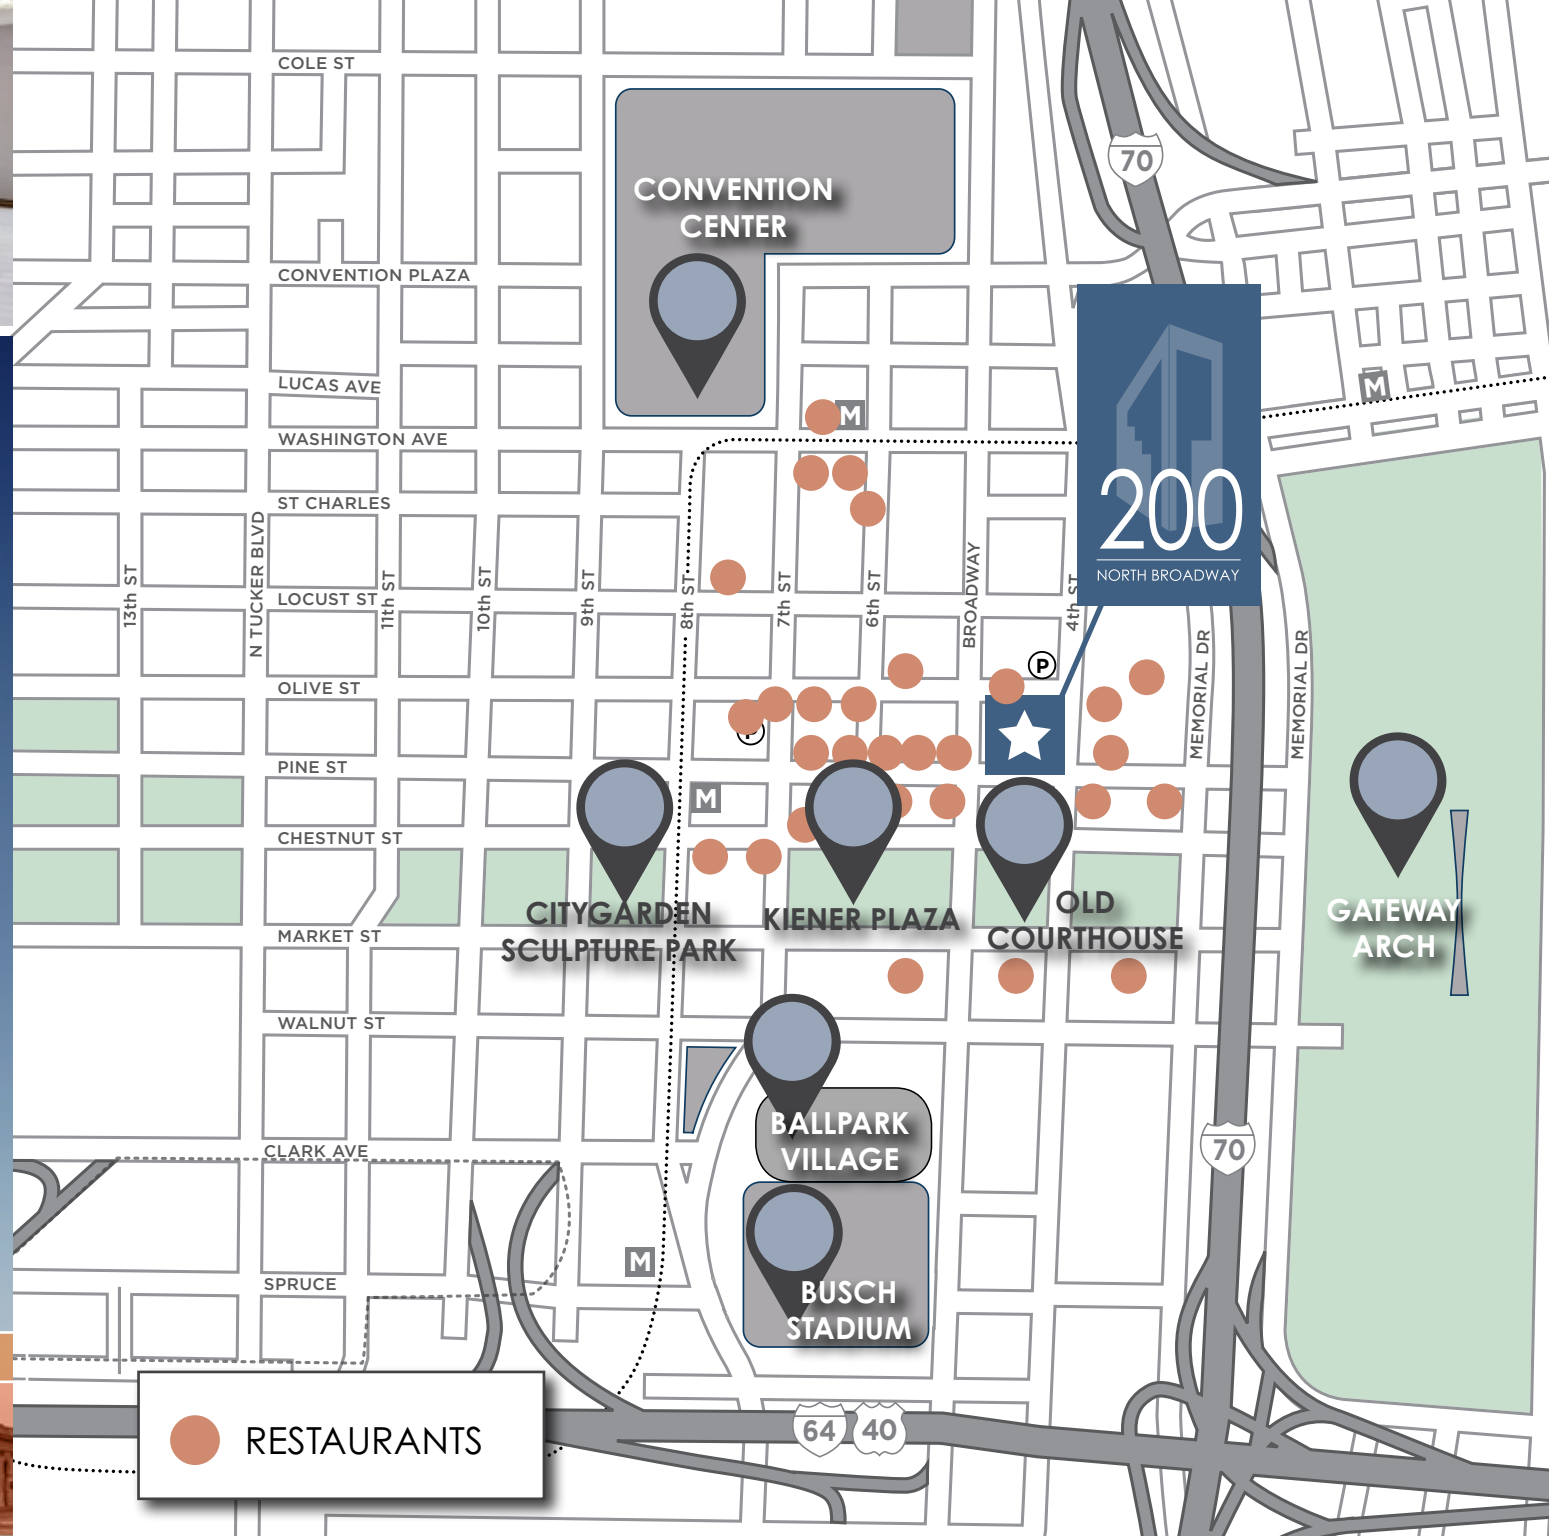 COLE ST
70
CONVENTION
CENTER
CONVENTION PLAZA
LUCAS AVE
M
M
WASHINGTON AVE
ST CHARLES
200
NORTH BROADWAY
13th ST
N TUCKER BLVD
11th ST
10th ST
9th ST
8th ST
7th ST
6th ST
BROADWAY
4th ST
LOCUST ST
MEMORIAL DR
MEMORIAL DR
P
OLIVE ST
PINE ST
M
CHESTNUT ST
CITYGARDEN
SCULPTURE PARK
KIENER PLAZA
OLD
COURTHOUSE
GATEWAY
ARCH
MARKET ST
WALNUT ST
BALLPARK
VILLAGE
70
CLARK AVE
M
SPRUCE
BUSCH
STADIUM
64
40
RESTAURANTS